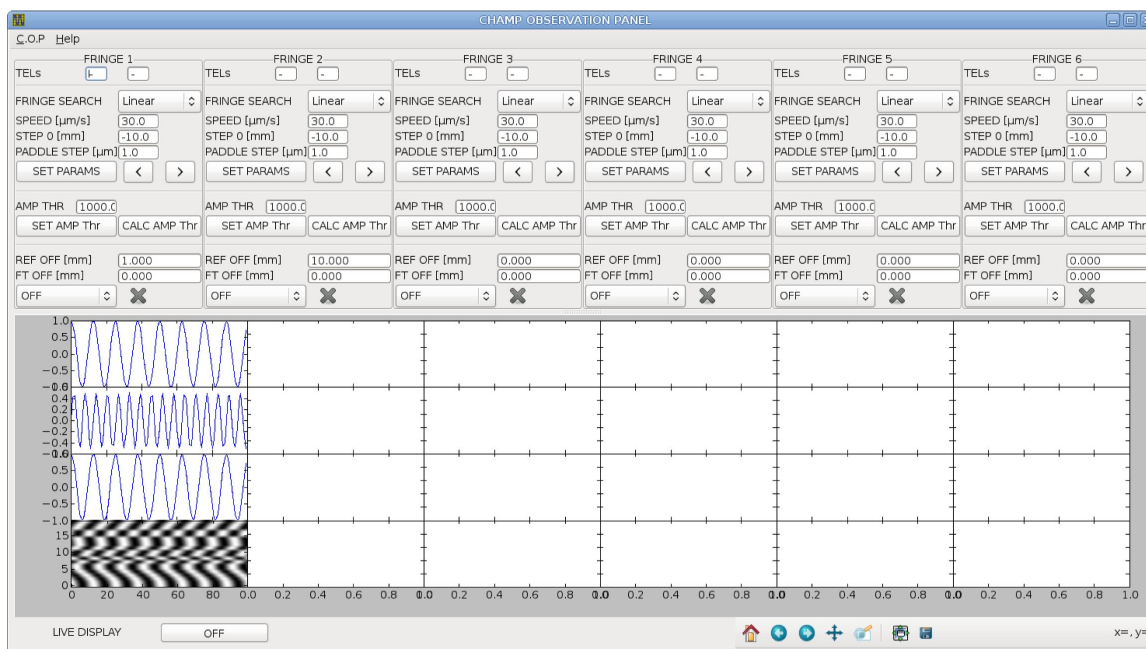 CHAMP OBSERVATION PANEL
C.O.P Help
FRINGE 1 FRINGE 2 FRINGE 3 FRINGE 4 FRINGE 5 FRINGE 6
TELs - - TELs - - TELs - - TELs - - TELs - - TELs - -
FRINGE SEARCH Linear FRINGE SEARCH Linear FRINGE SEARCH Linear FRINGE SEARCH Linear FRINGE SEARCH Linear FRINGE SEARCH Linear
SPEED [µm/s] 30.0 SPEED [µm/s] 30.0 SPEED [µm/s] 30.0 SPEED [µm/s] 30.0 SPEED [µm/s] 30.0 SPEED [µm/s] 30.0
STEP 0 [mm] -10.0 STEP 0 [mm] -10.0 STEP 0 [mm] -10.0 STEP 0 [mm] -10.0 STEP 0 [mm] -10.0 STEP 0 [mm] -10.0
PADDLE STEP [µm] 1.0 PADDLE STEP [µm] 1.0 PADDLE STEP [µm] 1.0 PADDLE STEP [µm] 1.0 PADDLE STEP [µm] 1.0 PADDLE STEP [µm] 1.0
SET PARAMS < > SET PARAMS < > SET PARAMS < > SET PARAMS < > SET PARAMS < > SET PARAMS < >
AMP THR 1000.0 AMP THR 1000.0 AMP THR 1000.0 AMP THR 1000.0 AMP THR 1000.0 AMP THR 1000.0
SET AMP Thr CALC AMP Thr SET AMP Thr CALC AMP Thr SET AMP Thr CALC AMP Thr SET AMP Thr CALC AMP Thr SET AMP Thr CALC AMP Thr SET AMP Thr CALC AMP Thr
REF OFF [mm] 1.000 REF OFF [mm] 10.000 REF OFF [mm] 0.000 REF OFF [mm] 0.000 REF OFF [mm] 0.000 REF OFF [mm] 0.000
FT OFF [mm] 0.000 FT OFF [mm] 0.000 FT OFF [mm] 0.000 FT OFF [mm] 0.000 FT OFF [mm] 0.000 FT OFF [mm] 0.000
OFF OFF OFF OFF OFF OFF
1.0
0.5
0.0
−0.5
0.4
0.2
0.0
−0.2
−0.4
0.5
0.0
−0.5
−1.0
15
10
5
0
0 20 40 60 80 0.2 0.4 0.6 0.8 0.2 0.4 0.6 0.8 0.2 0.4 0.6 0.8 0.2 0.4 0.6 0.8 0.2 0.4 0.6 0.8 1.0
LIVE DISPLAY OFF x= , y=